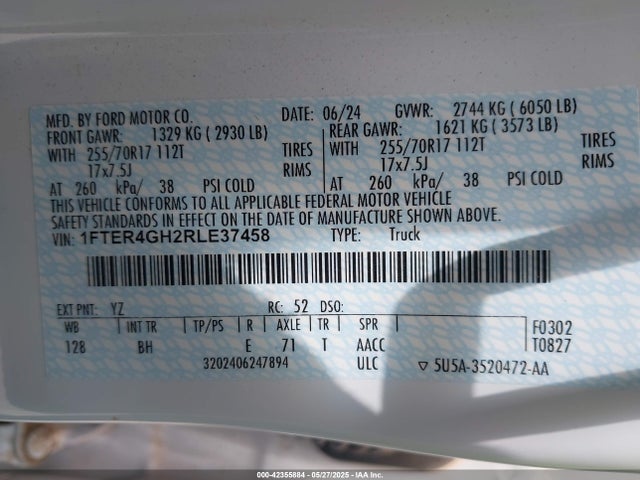 MFD. BY FORD MOTOR CO. DATE: 06/24 GVWR: 2744 KG ( 6050 LB)
FRONT GAWR: 1329 KG ( 2930 LB) REAR GAWR: 1621 KG ( 3573 LB)
WITH 255/70R17 112T TIRES WITH 255/70R17 112T TIRES
17x7.5J RIMS 17x7.5J RIMS
AT 260 kPa/ 38 PSI COLD AT 260 kPa/ 38 PSI COLD
THIS VEHICLE CONFORMS TO ALL APPLICABLE FEDERAL MOTOR VEHICLE
SAFETY STANDARDS IN EFFECT ON THE DATE OF MANUFACTURE SHOWN ABOVE.
VIN: 1FTER4GH2RLE37458 TYPE: Truck
EXT PNT: YZ RC: 52 DSO:
WB INT TR TP/PS R AXLE TR SPR F0302
128 BH E 71 T AACC T0827
3202406247894 ULC ▽ 5U5A-3520472-AA
000-42355884 - 05/27/2025 - IAA Inc.